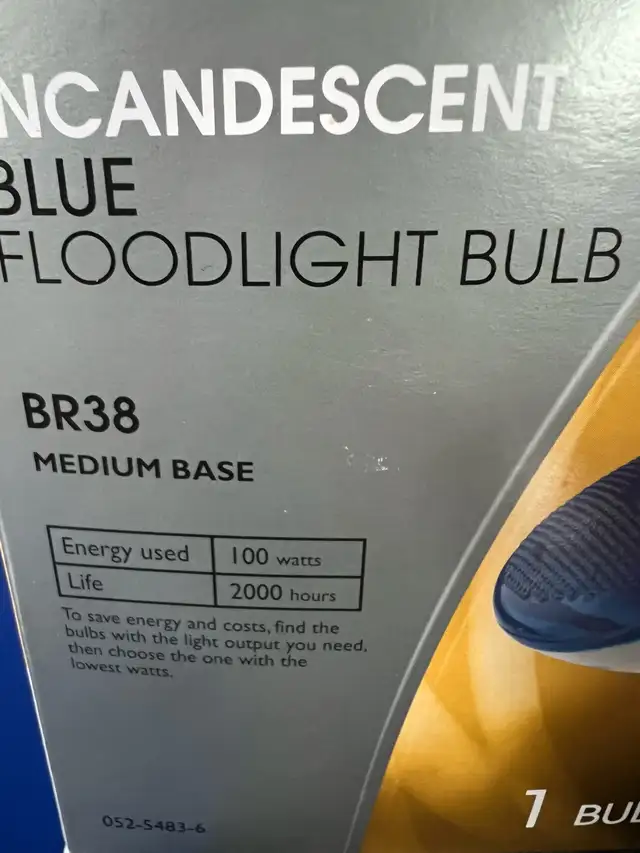 NCANDESCENT
BLUE
FLOODLIGHT BULB
BR38
MEDIUM BASE
Energy used 100 watts
Life 2000 hours
To save energy and costs, find the
bulbs with the light output you need,
then choose the one with the
lowest watts.
052-5483-6
1 BUL